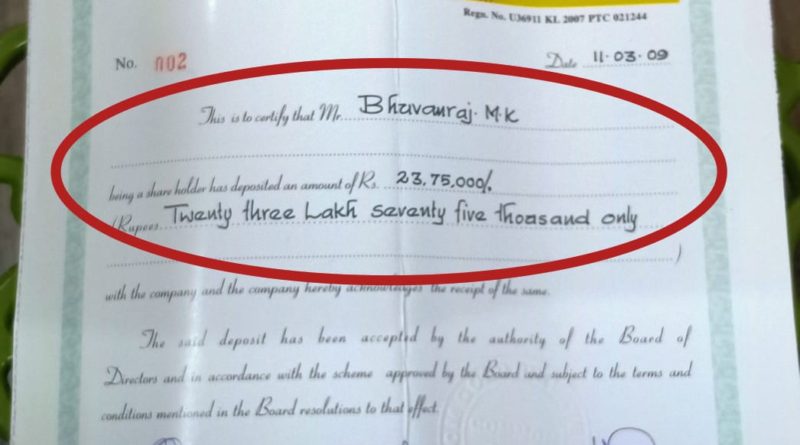 Regn. No. U36911 KL 2007 PTC 021244
No. 002
Date 11·03·09
This is to certify that Mr. Bhuvanraj. M.K
being a share holder has deposited an amount of Rs. 23,75,000/.
(Rupees Twenty three Lakh seventy five thousand only
)
with the company and the company hereby acknowledges the receipt of the same.
The said deposit has been accepted by the authority of the Board of
Directors and in accordance with the scheme approved by the Board and subject to the terms and
conditions mentioned in the Board resolutions to that effect.